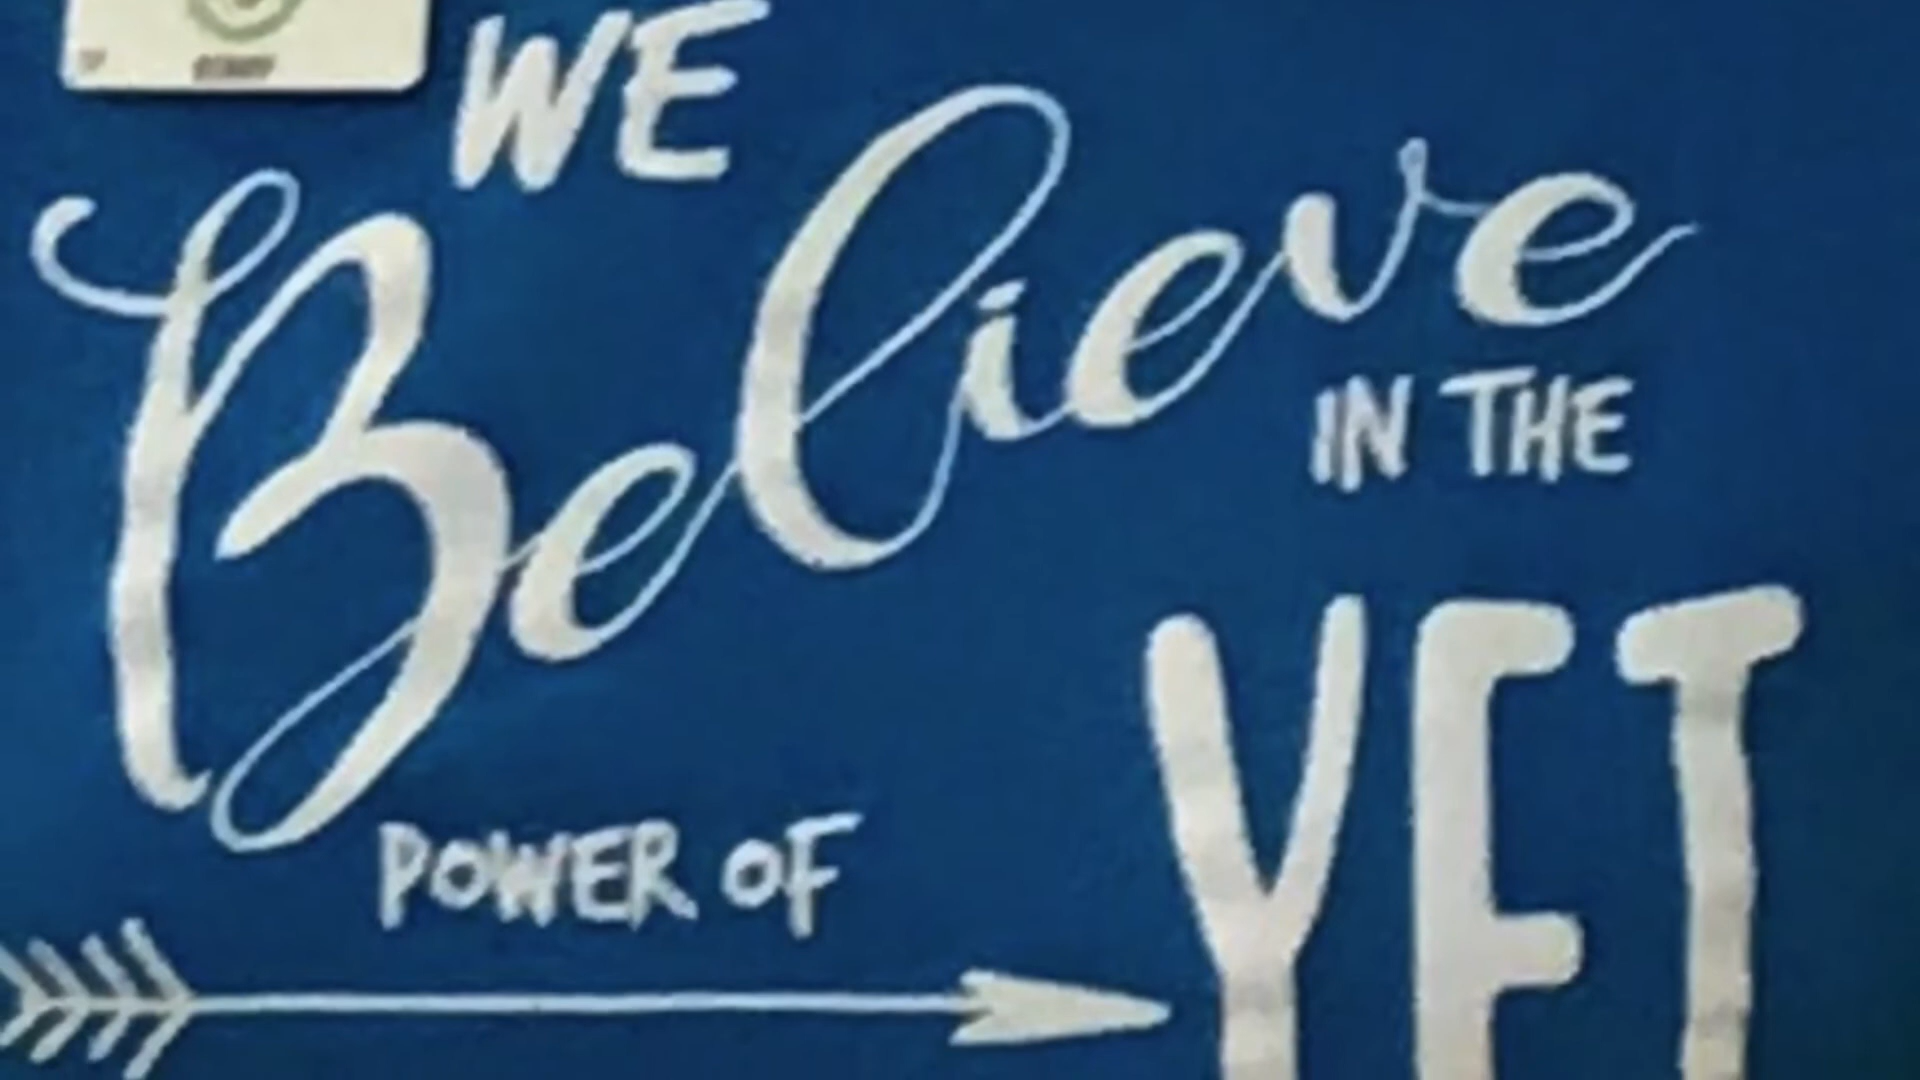 WE
Believe
IN THE
POWER OF
YET